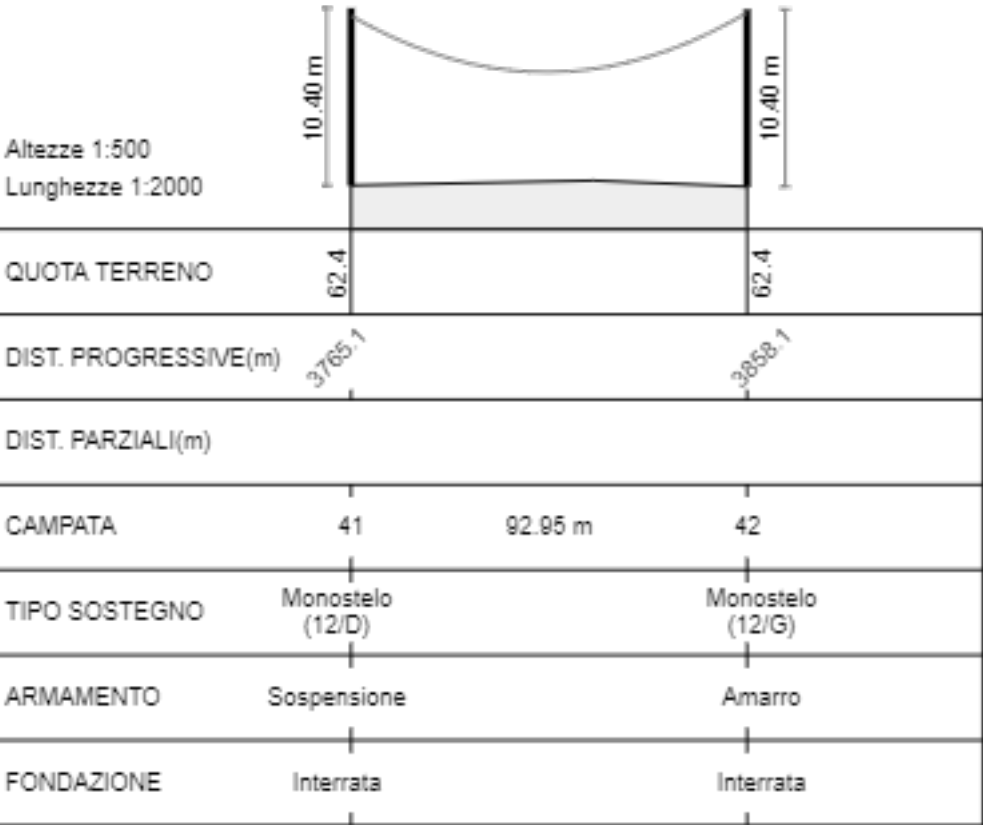 10.40 m
10.40 m
Altezze 1:500
Lunghezze 1:2000
QUOTA TERRENO 62.4 62.4
DIST. PROGRESSIVE(m) 3765.1 3858.1
DIST. PARZIALI(m)
CAMPATA 41 92.95 m 42
TIPO SOSTEGNO Monostelo (12/D) Monostelo (12/G)
ARMAMENTO Sospensione Amarro
FONDAZIONE Interrata Interrata